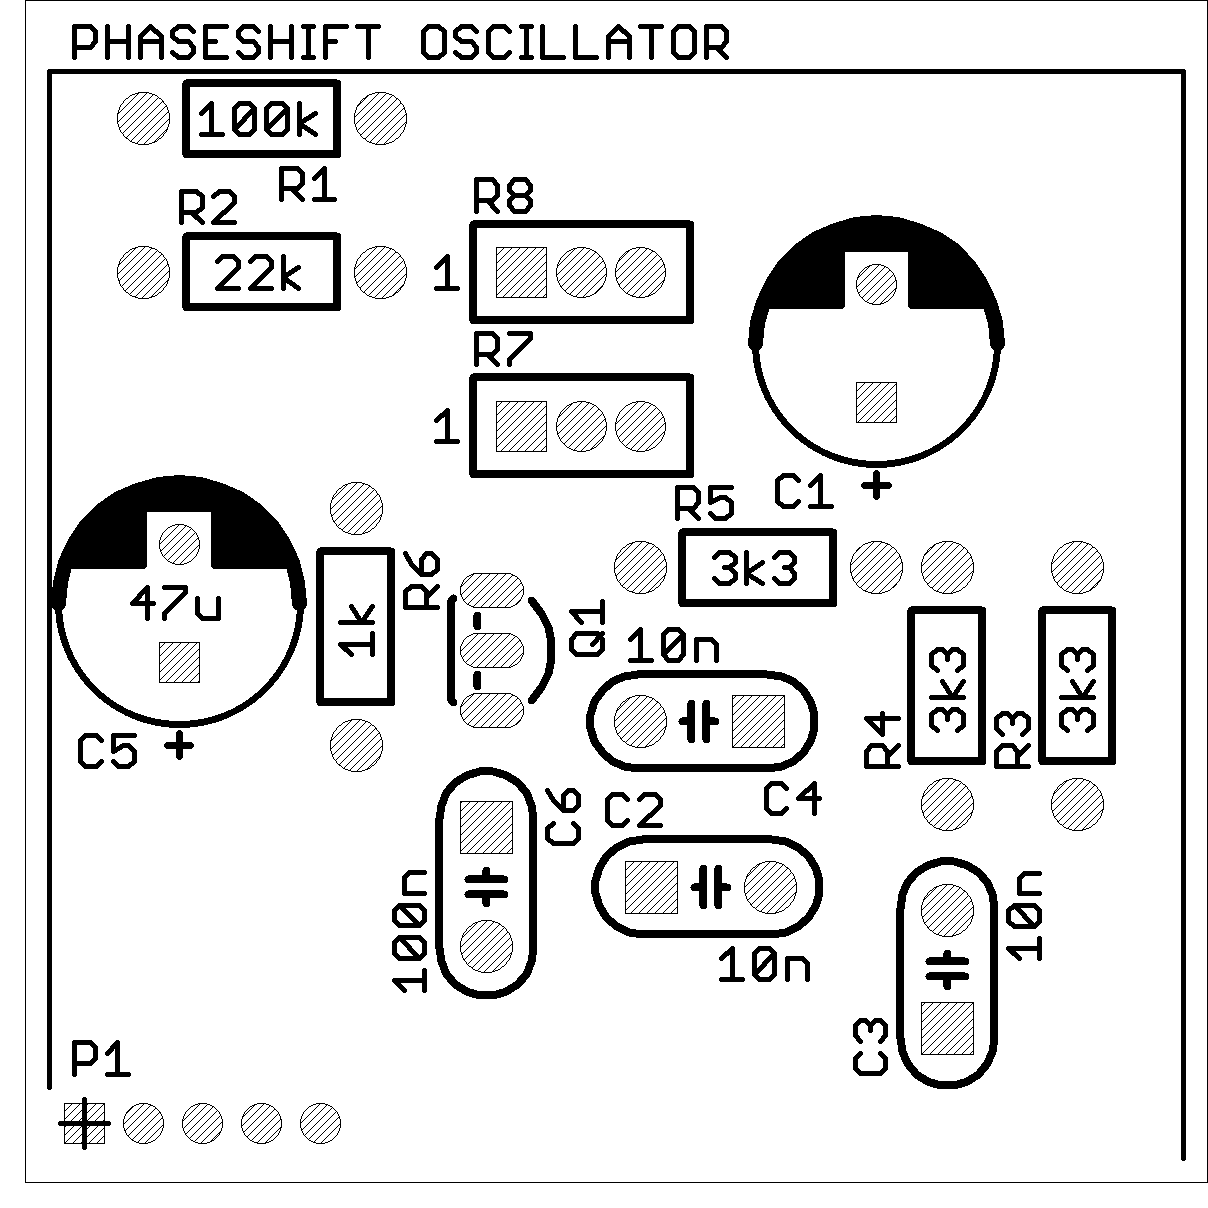 PHASESHIFT OSCILLATOR
100k
R1
R2
22k
R8
1
R7
1
C1 +
R5
3k3
R6
1k
47u
C5 +
Q1
10n
C4
R4
3k3
R3
3k3
C6
100n
C2
10n
10n
C3
P1